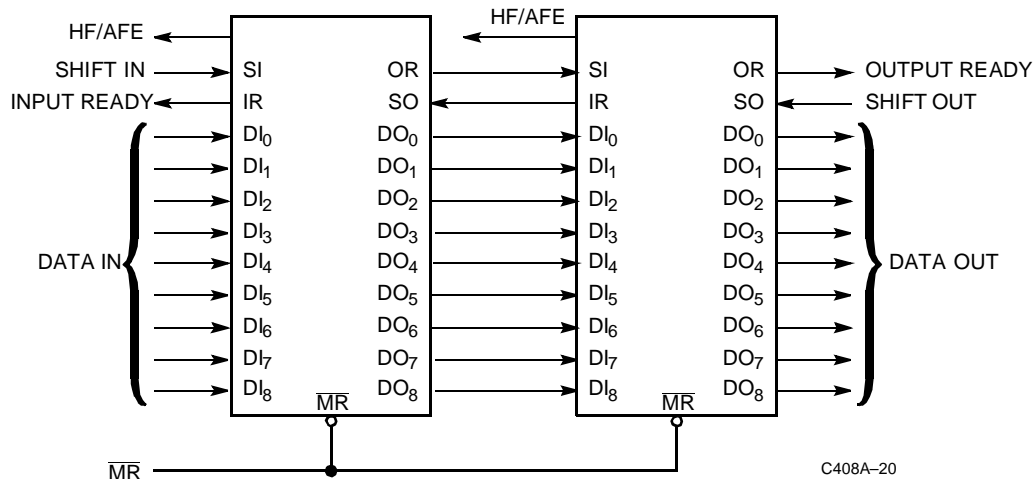 HF/AFE HF/AFE
SHIFT IN SI OR SI OR OUTPUT READY
INPUT READY IR SO IR SO SHIFT OUT
DI0 DO0 DI0 DO0
DI1 DO1 DI1 DO1
DI2 DO2 DI2 DO2
DI3 DO3 DI3 DO3
DATA IN DI4 DO4 DI4 DO4 DATA OUT
DI5 DO5 DI5 DO5
DI6 DO6 DI6 DO6
DI7 DO7 DI7 DO7
DI8 DO8 DI8 DO8
MR MR
MR C408A–20